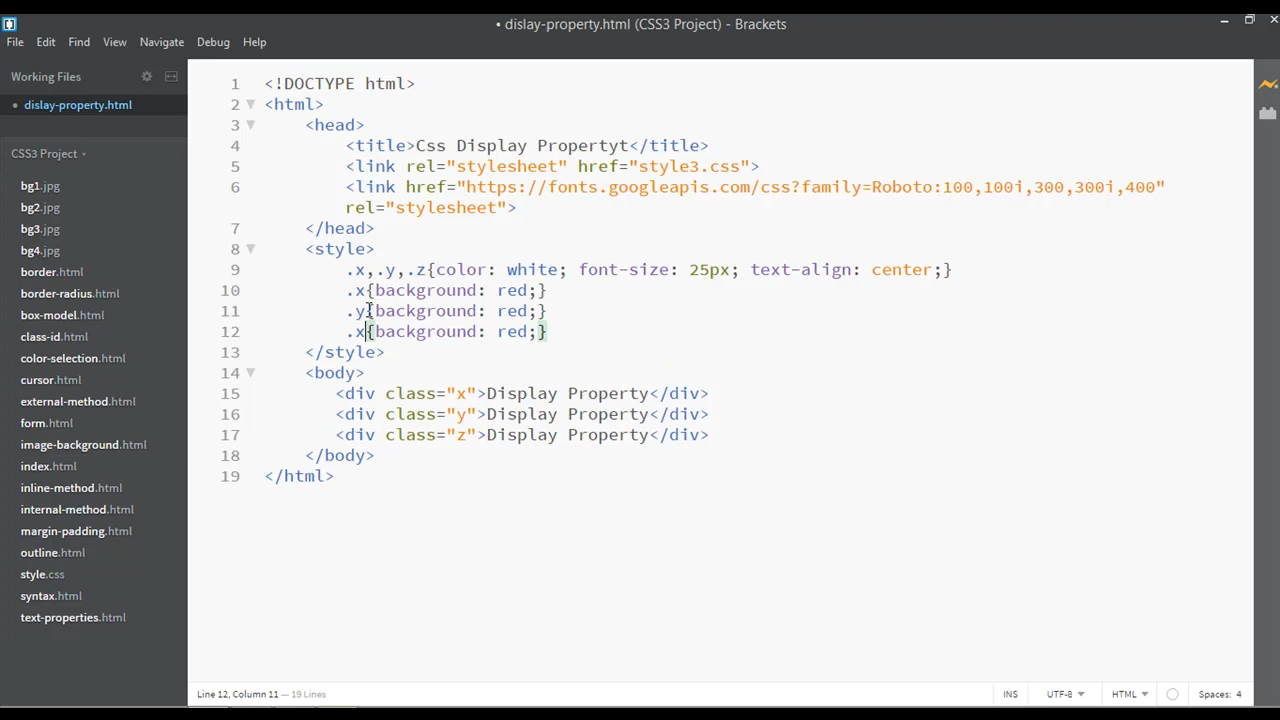 • dislay-property.html (CSS3 Project) - Brackets
File Edit Find View Navigate Debug Help
Working Files
• dislay-property.html
CSS3 Project
bg1.jpg
bg2.jpg
bg3.jpg
bg4.jpg
border.html
border-radius.html
box-model.html
class-id.html
color-selection.html
cursor.html
external-method.html
form.html
image-background.html
index.html
inline-method.html
internal-method.html
margin-padding.html
outline.html
style.css
syntax.html
text-properties.html
1 <!DOCTYPE html>
2 <html>
3 <head>
4 <title>Css Display Propertyt</title>
5 <link rel="stylesheet" href="style3.css">
6 <link href="https://fonts.googleapis.com/css?family=Roboto:100,100i,300,300i,400"
rel="stylesheet">
7 </head>
8 <style>
9 .x,.y,.z{color: white; font-size: 25px; text-align: center;}
10 .x{background: red;}
11 .y{background: red;}
12 .x{background: red;}
13 </style>
14 <body>
15 <div class="x">Display Property</div>
16 <div class="y">Display Property</div>
17 <div class="z">Display Property</div>
18 </body>
19 </html>
Line 12, Column 11 — 19 Lines
INS UTF-8 HTML Spaces: 4